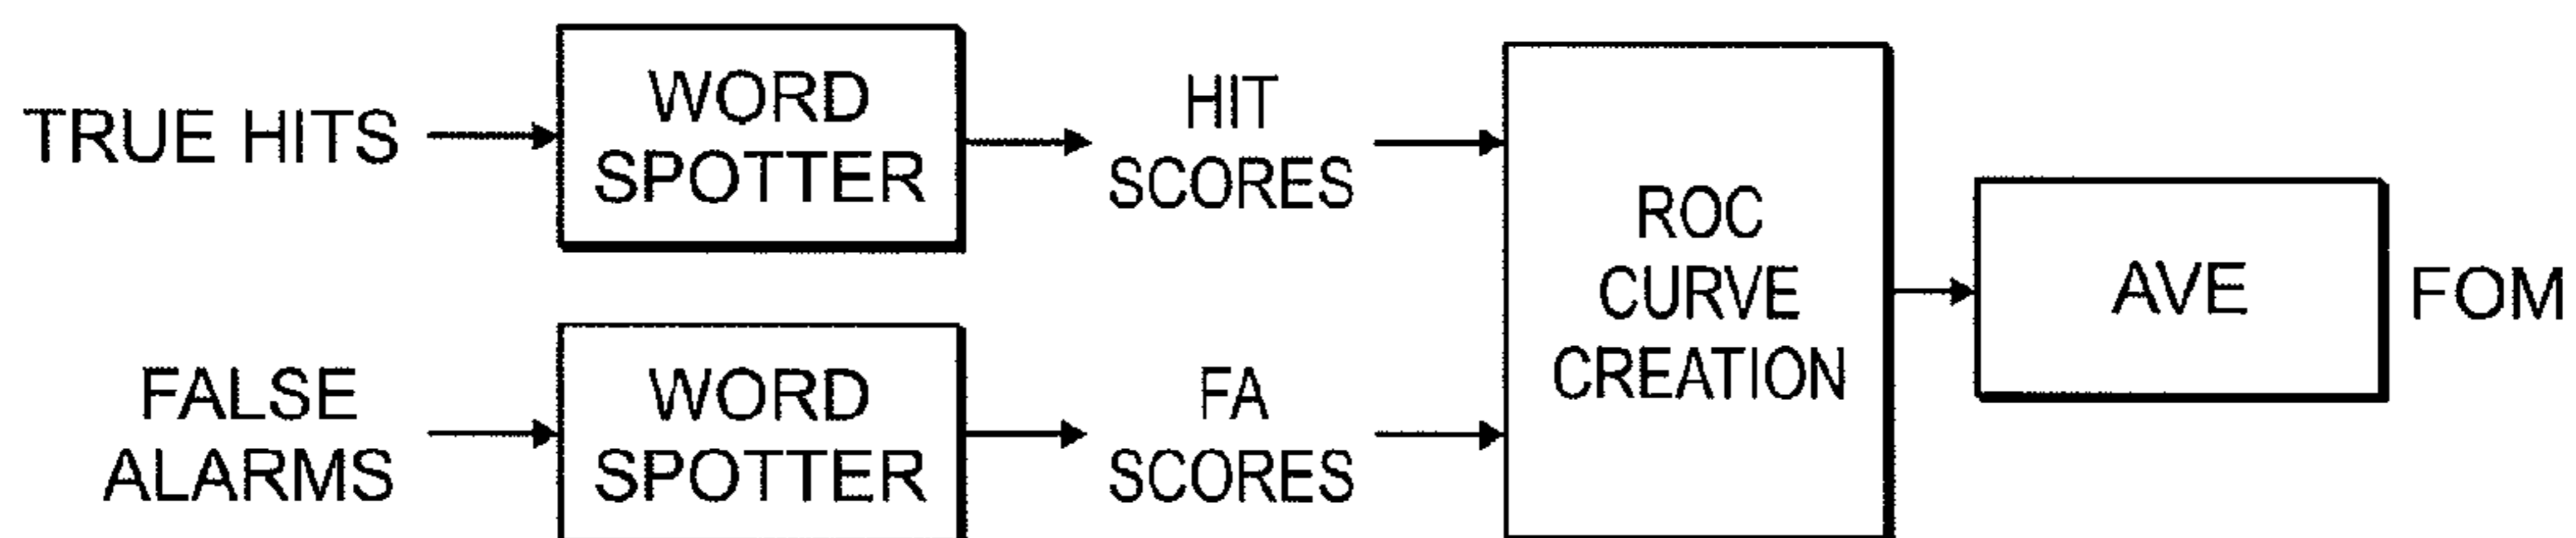 TRUE HITS
WORD
SPOTTER
HIT
SCORES
FALSE
ALARMS
WORD
SPOTTER
FA
SCORES
ROC
CURVE
CREATION
AVE
FOM